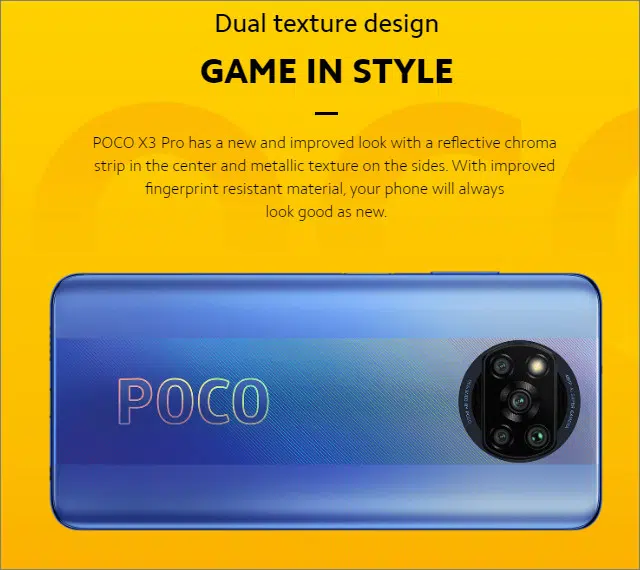 Dual texture design
GAME IN STYLE
POCO X3 Pro has a new and improved look with a reflective chroma
strip in the center and metallic texture on the sides. With improved
fingerprint resistant material, your phone will always
look good as new.
POCO